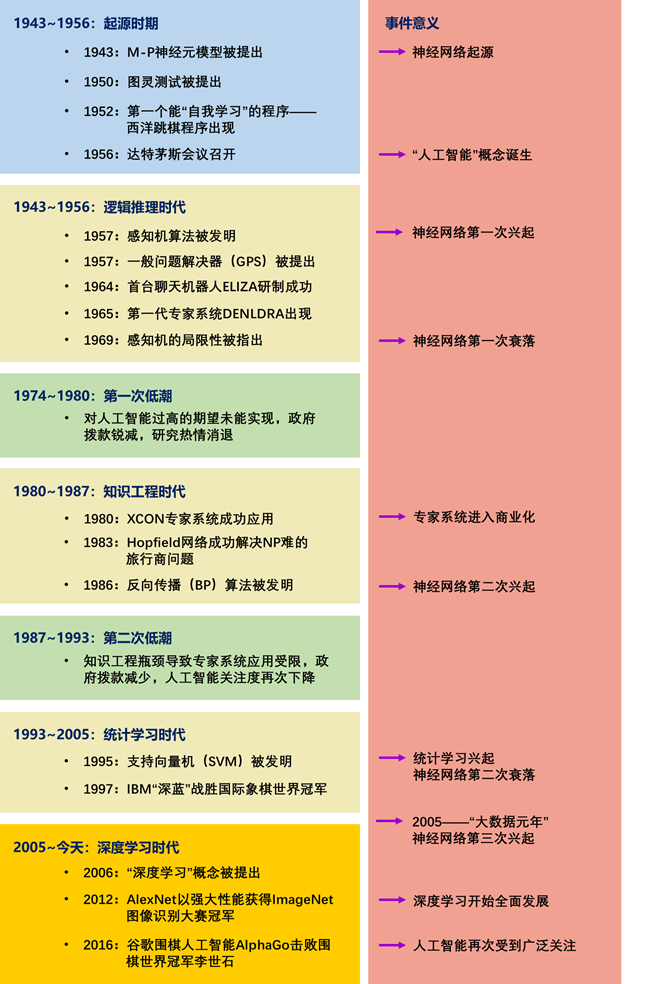 1943~1956：起源时期
事件意义
• 1943：M-P神经元模型被提出
神经网络起源
• 1950：图灵测试被提出
• 1952：第一个能“自我学习”的程序——
西洋跳棋程序出现
• 1956：达特茅斯会议召开
“人工智能”概念诞生
1943~1956：逻辑推理时代
• 1957：感知机算法被发明
神经网络第一次兴起
• 1957：一般问题解决器（GPS）被提出
• 1964：首台聊天机器人ELIZA研制成功
• 1965：第一代专家系统DENLDRA出现
• 1969：感知机的局限性被指出
神经网络第一次衰落
1974~1980：第一次低潮
• 对人工智能过高的期望未能实现，政府
拨款锐减，研究热情消退
1980~1987：知识工程时代
• 1980：XCON专家系统成功应用
专家系统进入商业化
• 1983：Hopfield网络成功解决NP难的
旅行商问题
• 1986：反向传播（BP）算法被发明
神经网络第二次兴起
1987~1993：第二次低潮
• 知识工程瓶颈导致专家系统应用受限，政
府拨款减少，人工智能关注度再次下降
1993~2005：统计学习时代
• 1995：支持向量机（SVM）被发明
统计学习兴起
神经网络第二次衰落
• 1997：IBM“深蓝”战胜国际象棋世界冠军
2005——“大数据元年”
神经网络第三次兴起
2005~今天：深度学习时代
• 2006：“深度学习”概念被提出
• 2012：AlexNet以强大性能获得ImageNet
图像识别大赛冠军
深度学习开始全面发展
• 2016：谷歌围棋人工智能AlphaGo击败围
棋世界冠军李世石
人工智能再次受到广泛关注